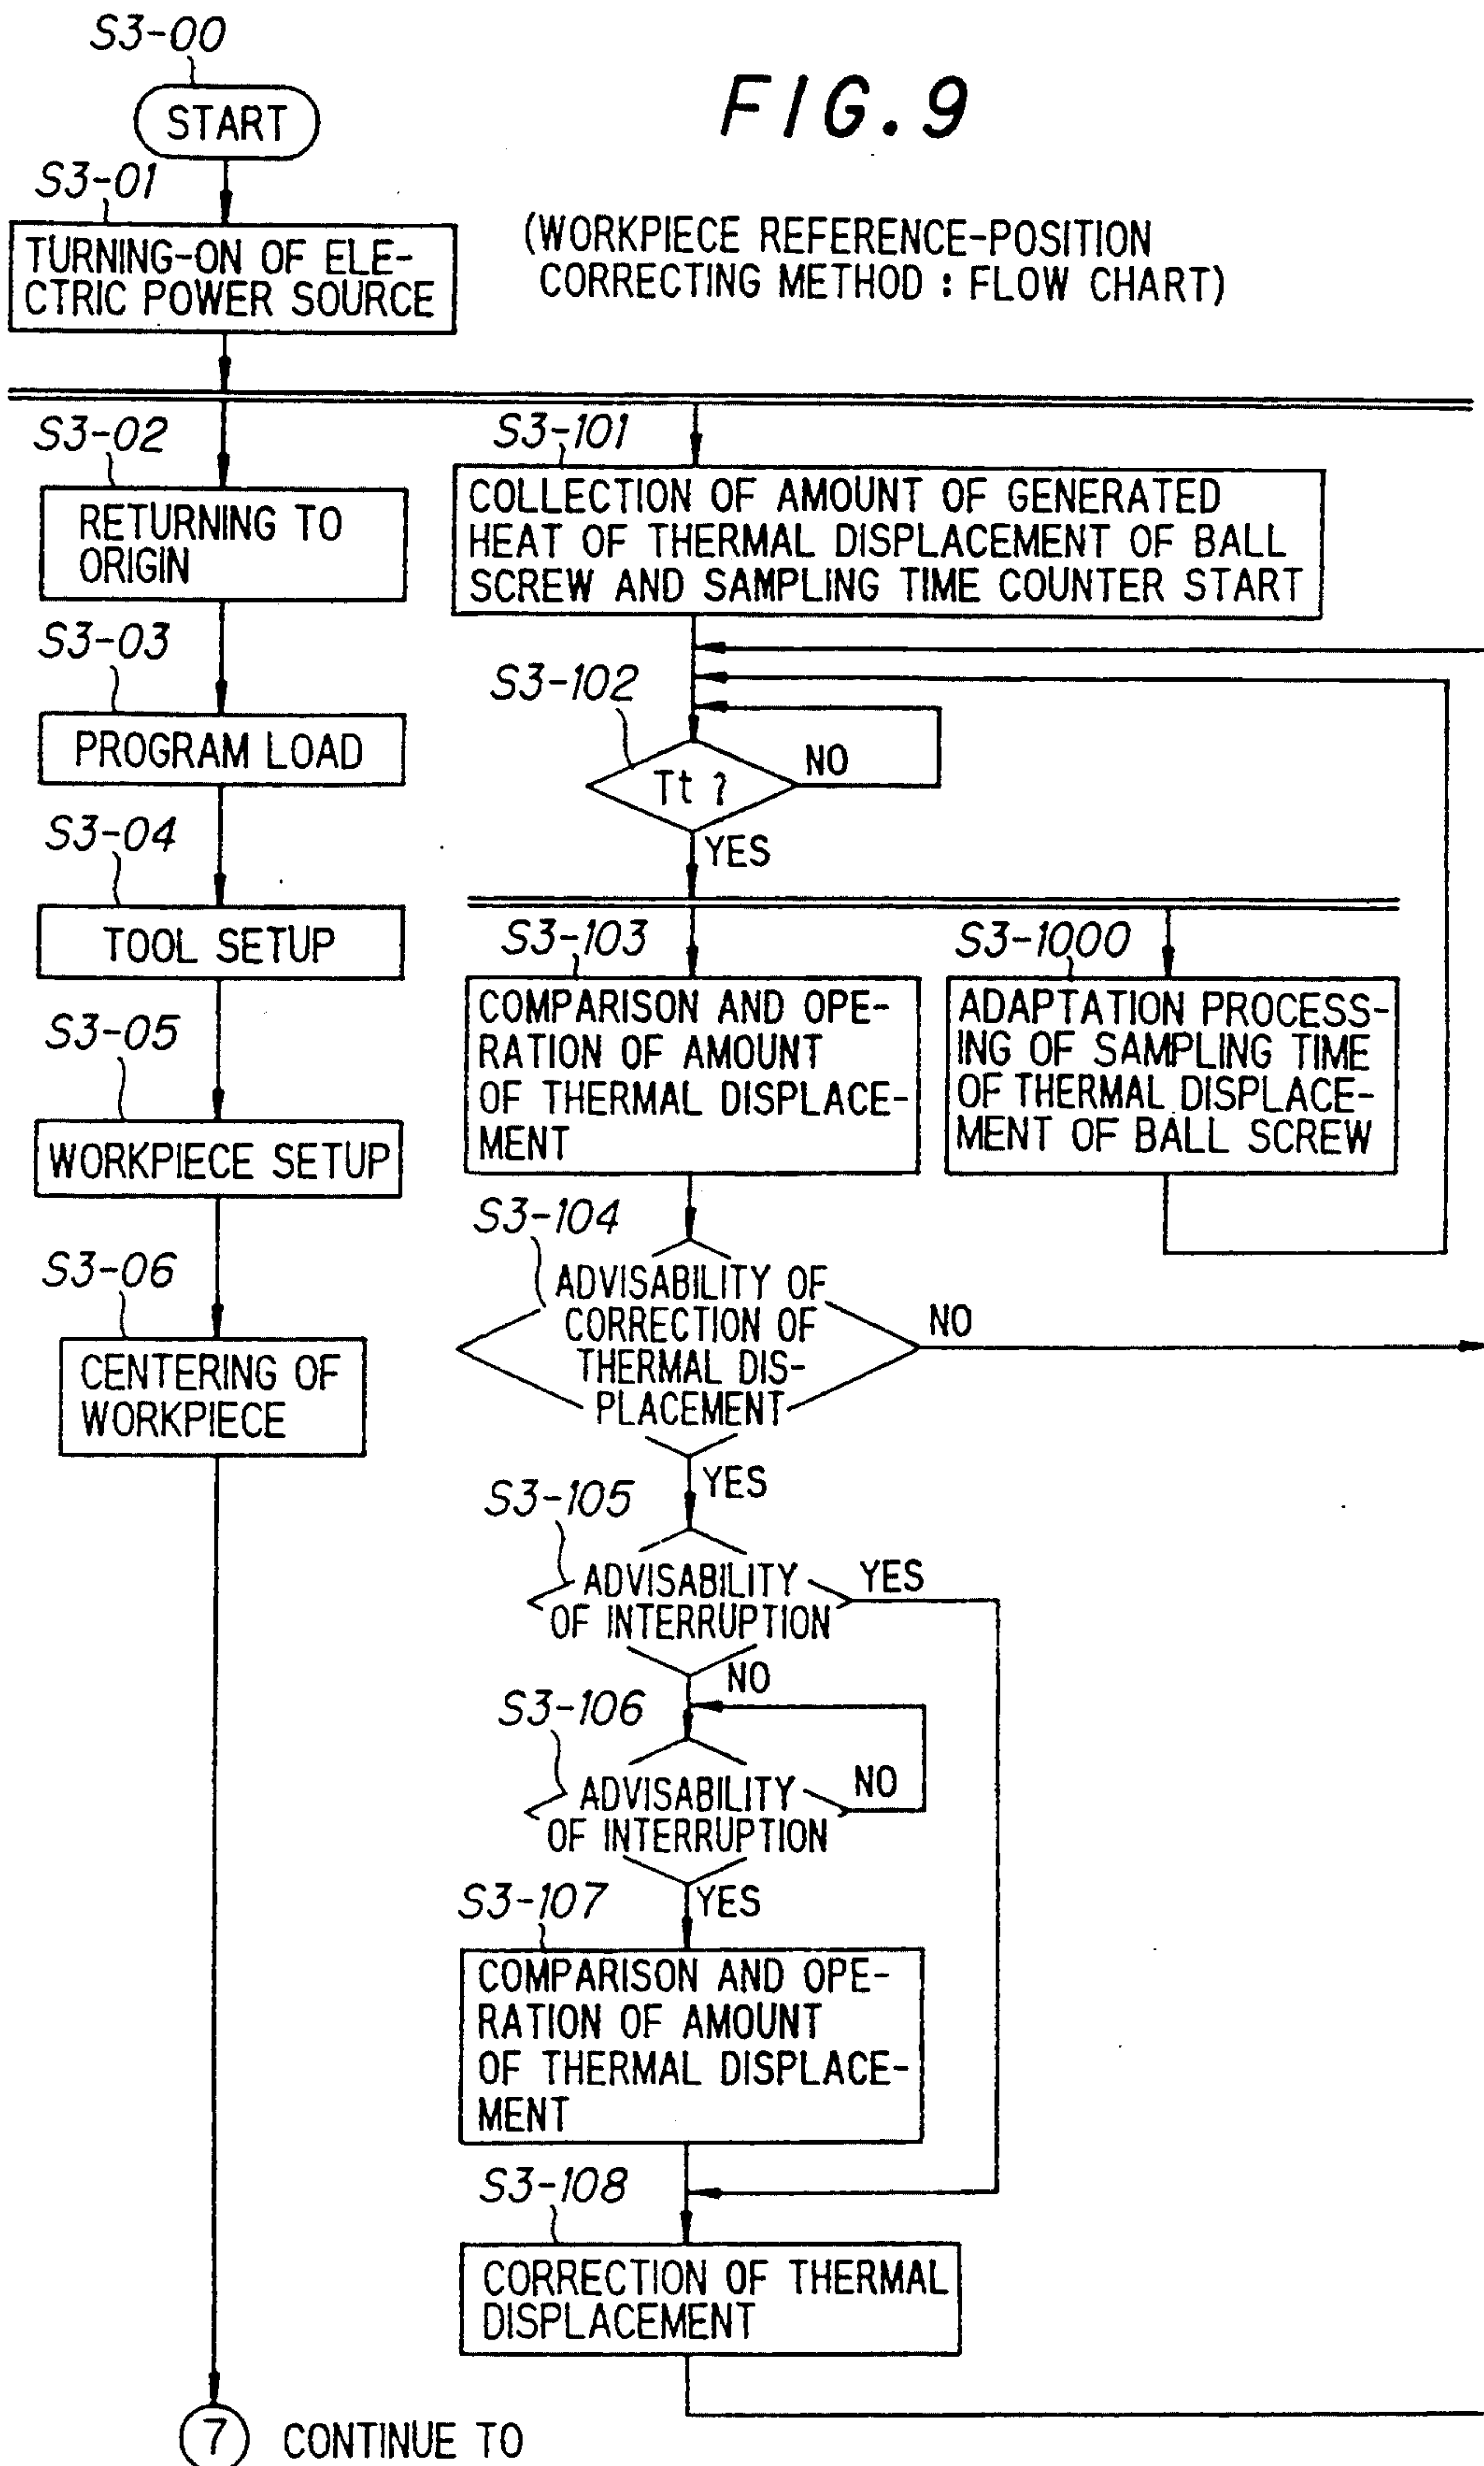 S3-00
START
FIG. 9
S3-01
TURNING-ON OF ELE-
CTRIC POWER SOURCE
(WORKPIECE REFERENCE-POSITION
CORRECTING METHOD : FLOW CHART)
S3-02
RETURNING TO
ORIGIN
S3-03
PROGRAM LOAD
S3-04
TOOL SETUP
S3-05
WORKPIECE SETUP
S3-06
CENTERING OF
WORKPIECE
7 CONTINUE TO
S3-101
COLLECTION OF AMOUNT OF GENERATED
HEAT OF THERMAL DISPLACEMENT OF BALL
SCREW AND SAMPLING TIME COUNTER START
S3-102
Tt ?
NO
YES
S3-103
COMPARISON AND OPE-
RATION OF AMOUNT
OF THERMAL DISPLACE-
MENT
S3-1000
ADAPTATION PROCESS-
ING OF SAMPLING TIME
OF THERMAL DISPLACE-
MENT OF BALL SCREW
S3-104
ADVISABILITY OF
CORRECTION OF
THERMAL DIS-
PLACEMENT
NO
YES
S3-105
ADVISABILITY
OF INTERRUPTION
YES
NO
S3-106
ADVISABILITY
OF INTERRUPTION
NO
YES
S3-107
COMPARISON AND OPE-
RATION OF AMOUNT
OF THERMAL DISPLACE-
MENT
S3-108
CORRECTION OF THERMAL
DISPLACEMENT